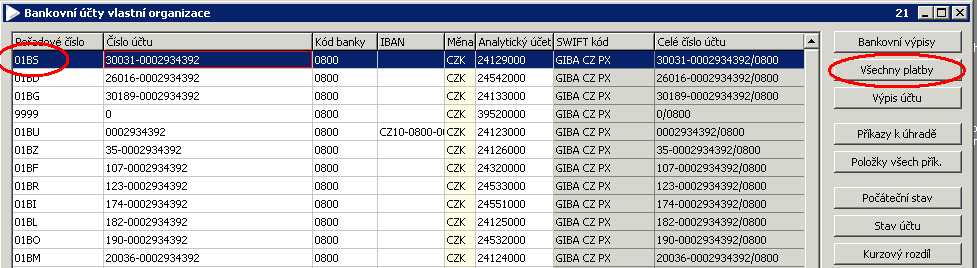 Bankovní účty vlastní organizace 21
Pořadové číslo Číslo účtu Kód banky IBAN Měna Analytický účet SWIFT kód Celé číslo účtu
01BS 30031-0002934392 0800 CZK 24129000 GIBA CZ PX 30031-0002934392/0800
01BD 26016-0002934392 0800 CZK 24542000 GIBA CZ PX 26016-0002934392/0800
01BG 30189-0002934392 0800 CZK 24133000 GIBA CZ PX 30189-0002934392/0800
9999 0 0800 CZK 39520000 GIBA CZ PX 0/0800
01BU 0002934392 0800 CZ10-0800-0 CZK 24123000 GIBA CZ PX 0002934392/0800
01BZ 35-0002934392 0800 CZK 24126000 GIBA CZ PX 35-0002934392/0800
01BF 107-0002934392 0800 CZK 24320000 GIBA CZ PX 107-0002934392/0800
01BR 123-0002934392 0800 CZK 24533000 GIBA CZ PX 123-0002934392/0800
01BI 174-0002934392 0800 CZK 24551000 GIBA CZ PX 174-0002934392/0800
01BL 182-0002934392 0800 CZK 24125000 GIBA CZ PX 182-0002934392/0800
01BO 190-0002934392 0800 CZK 24532000 GIBA CZ PX 190-0002934392/0800
01BM 20036-0002934392 0800 CZK 24124000 GIBA CZ PX 20036-0002934392/0800
Bankovní výpisy
Všechny platby
Výpis účtu
Příkazy k úhradě
Položky všech přík.
Počáteční stav
Stav účtu
Kurzový rozdíl